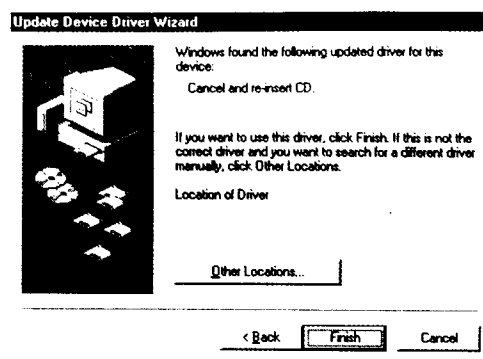 Update Device Driver Wizard
Windows found the following updated driver for this
device:
Cancel and re-insert CD.
If you want to use this driver, click Finish. If this is not the
correct driver and you want to search for a different driver
manually, click Other Locations.
Location of Driver
Other Locations...
< Back
Finish
Cancel